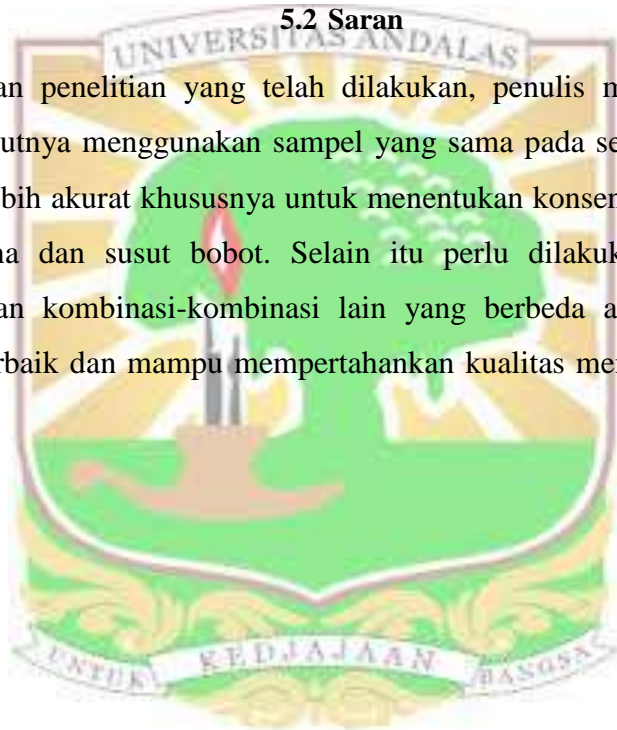 5.2 Saran
UNIVERSITAS ANDALAS
penelitian yang telah dilakukan, penulis
menggunakan sampel yang sama pada
akurat khususnya untuk menentukan
dan susut bobot. Selain itu perlu
kombinasi-kombinasi lain yang berbeda
dan mampu mempertahankan kualitas
UNTUK KEDJAJAAN BANGSA